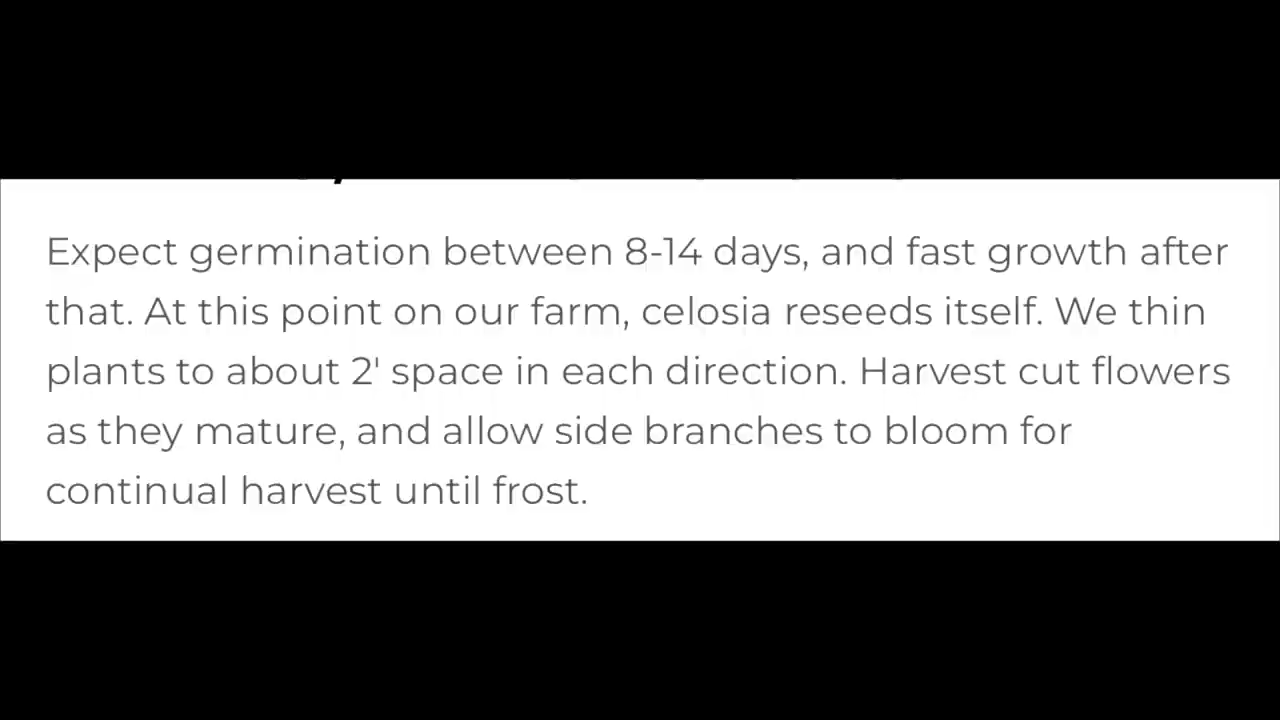 Expect germination between 8-14 days, and fast growth after
that. At this point on our farm, celosia reseeds itself. We thin
plants to about 2' space in each direction. Harvest cut flowers
as they mature, and allow side branches to bloom for
continual harvest until frost.